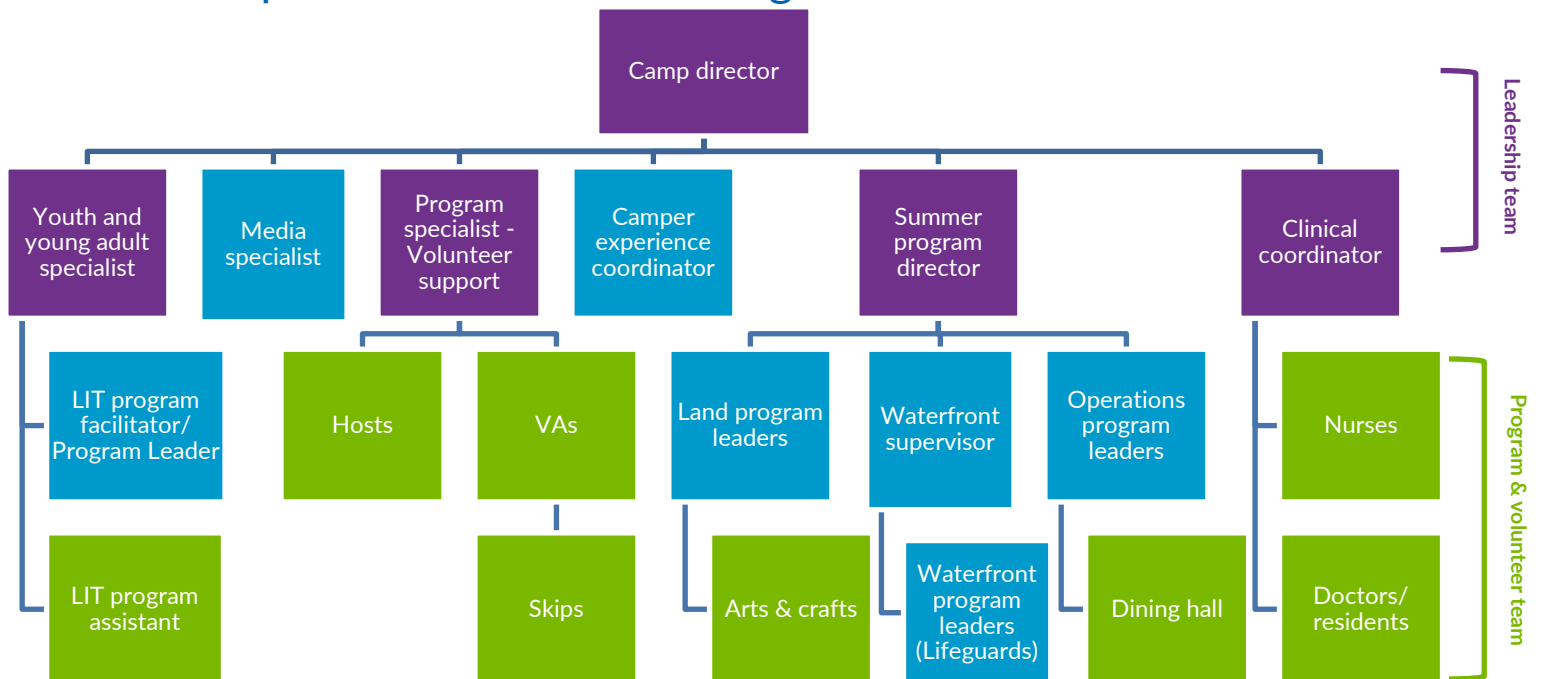 Camp director
Leadership team
Youth and
young adult
specialist
Media
specialist
Program
specialist -
Volunteer
support
Camper
experience
coordinator
Summer
program
director
Clinical
coordinator
LIT program
facilitator/
Program Leader
Hosts
VAs
Land program
leaders
Waterfront
supervisor
Operations
program
leaders
Nurses
Program & volunteer team
LIT program
assistant
Skips
Arts & crafts
Waterfront
program
leaders
(Lifeguards)
Dining hall
Doctors/
residents